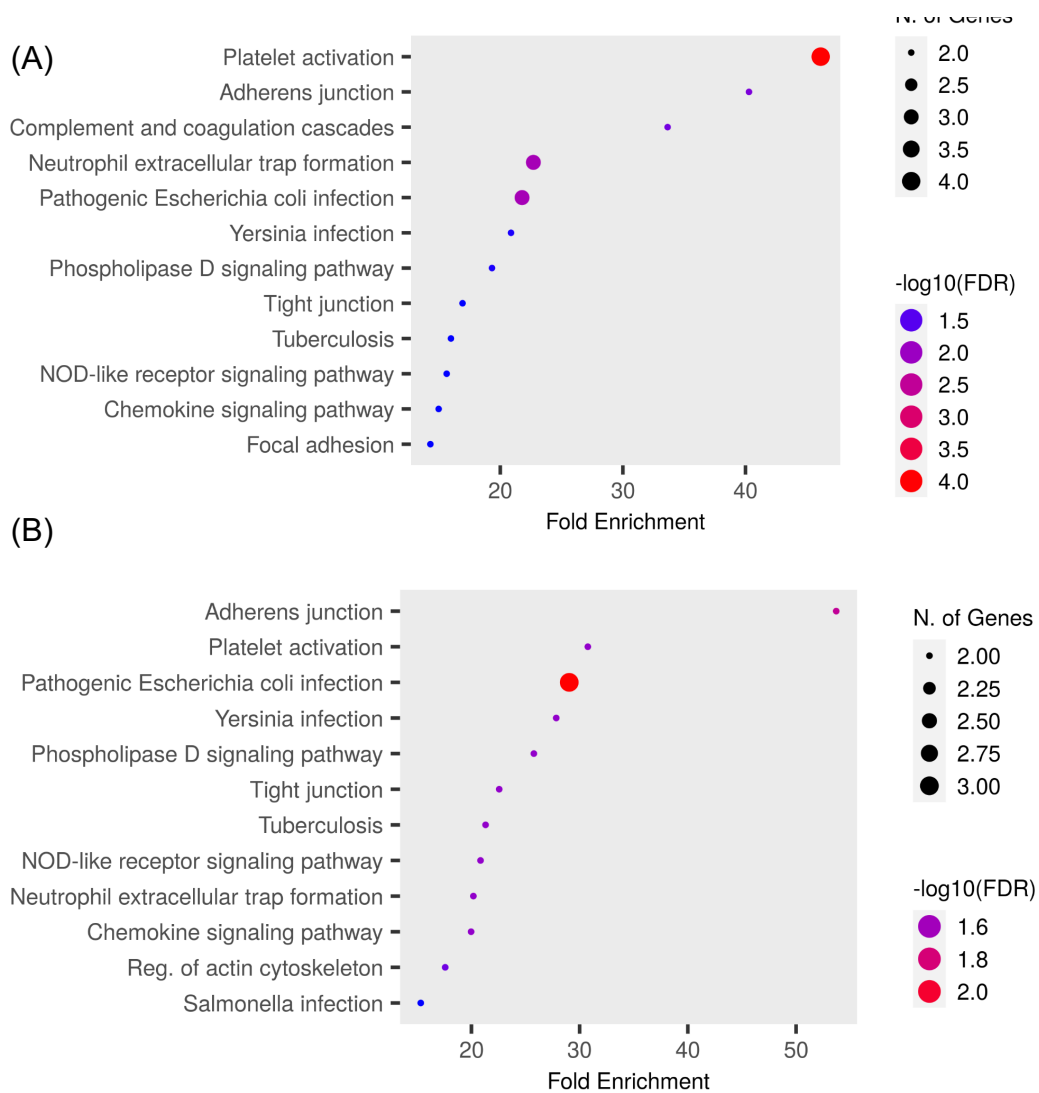 (A)
Platelet activation
Adherens junction
Complement and coagulation cascades
Neutrophil extracellular trap formation
Pathogenic Escherichia coli infection
Yersinia infection
Phospholipase D signaling pathway
Tight junction
Tuberculosis
NOD-like receptor signaling pathway
Chemokine signaling pathway
Focal adhesion
20 30 40
Fold Enrichment
N. of Genes
2.0
2.5
3.0
3.5
4.0
-log10(FDR)
1.5
2.0
2.5
3.0
3.5
4.0
(B)
Adherens junction
Platelet activation
Pathogenic Escherichia coli infection
Yersinia infection
Phospholipase D signaling pathway
Tight junction
Tuberculosis
NOD-like receptor signaling pathway
Neutrophil extracellular trap formation
Chemokine signaling pathway
Reg. of actin cytoskeleton
Salmonella infection
20 30 40 50
Fold Enrichment
N. of Genes
2.00
2.25
2.50
2.75
3.00
-log10(FDR)
1.6
1.8
2.0